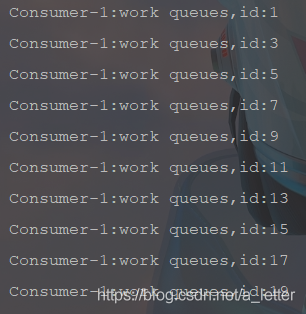 Consumer-1:work queues,id:1
Consumer-1:work queues,id:3
Consumer-1:work queues,id:5
Consumer-1:work queues,id:7
Consumer-1:work queues,id:9
Consumer-1:work queues,id:11
Consumer-1:work queues,id:13
Consumer-1:work queues,id:15
Consumer-1:work queues,id:17
Consumer-1:work queues,id:19
https://blog.csdn.net/a_letter